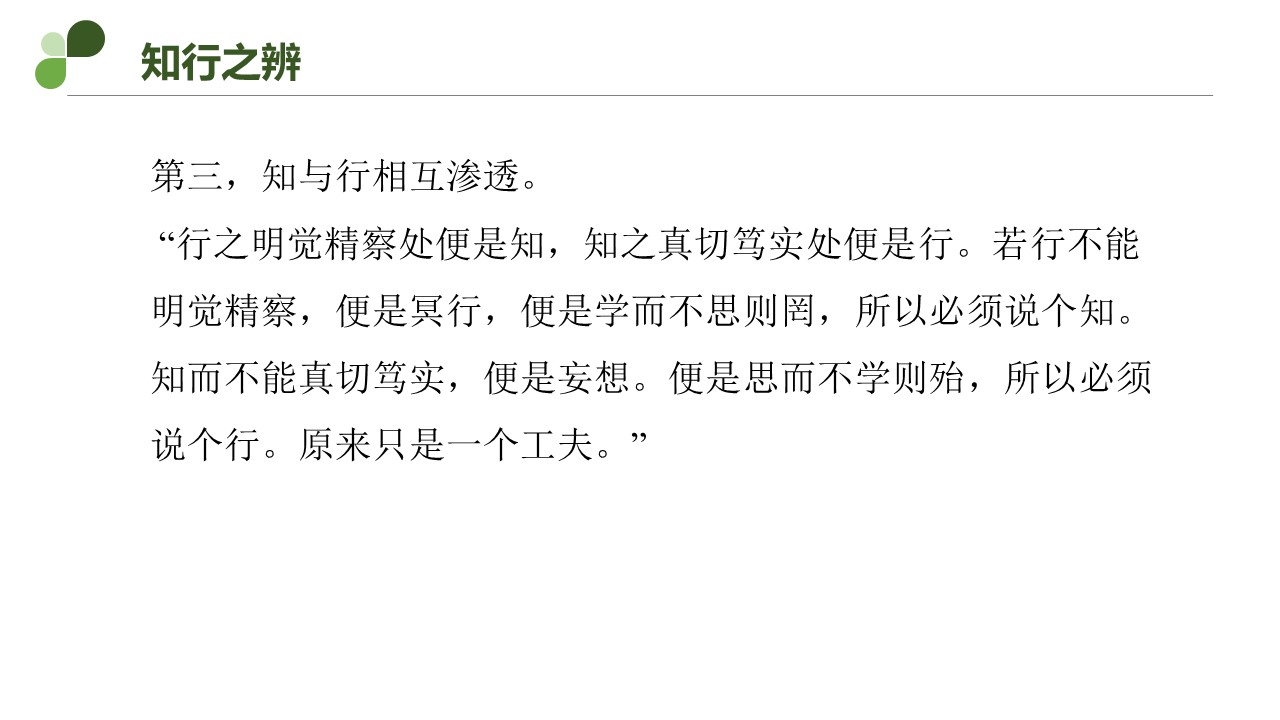 知行之辨
第三，知与行相互渗透。
“行之明觉精察处便是知，知之真切笃实处便是行。若行不能
明觉精察，便是冥行，便是学而不思则罔，所以必须说个知。
知而不能真切笃实，便是妄想。便是思而不学则殆，所以必须
说个行。原来只是一个工夫。”